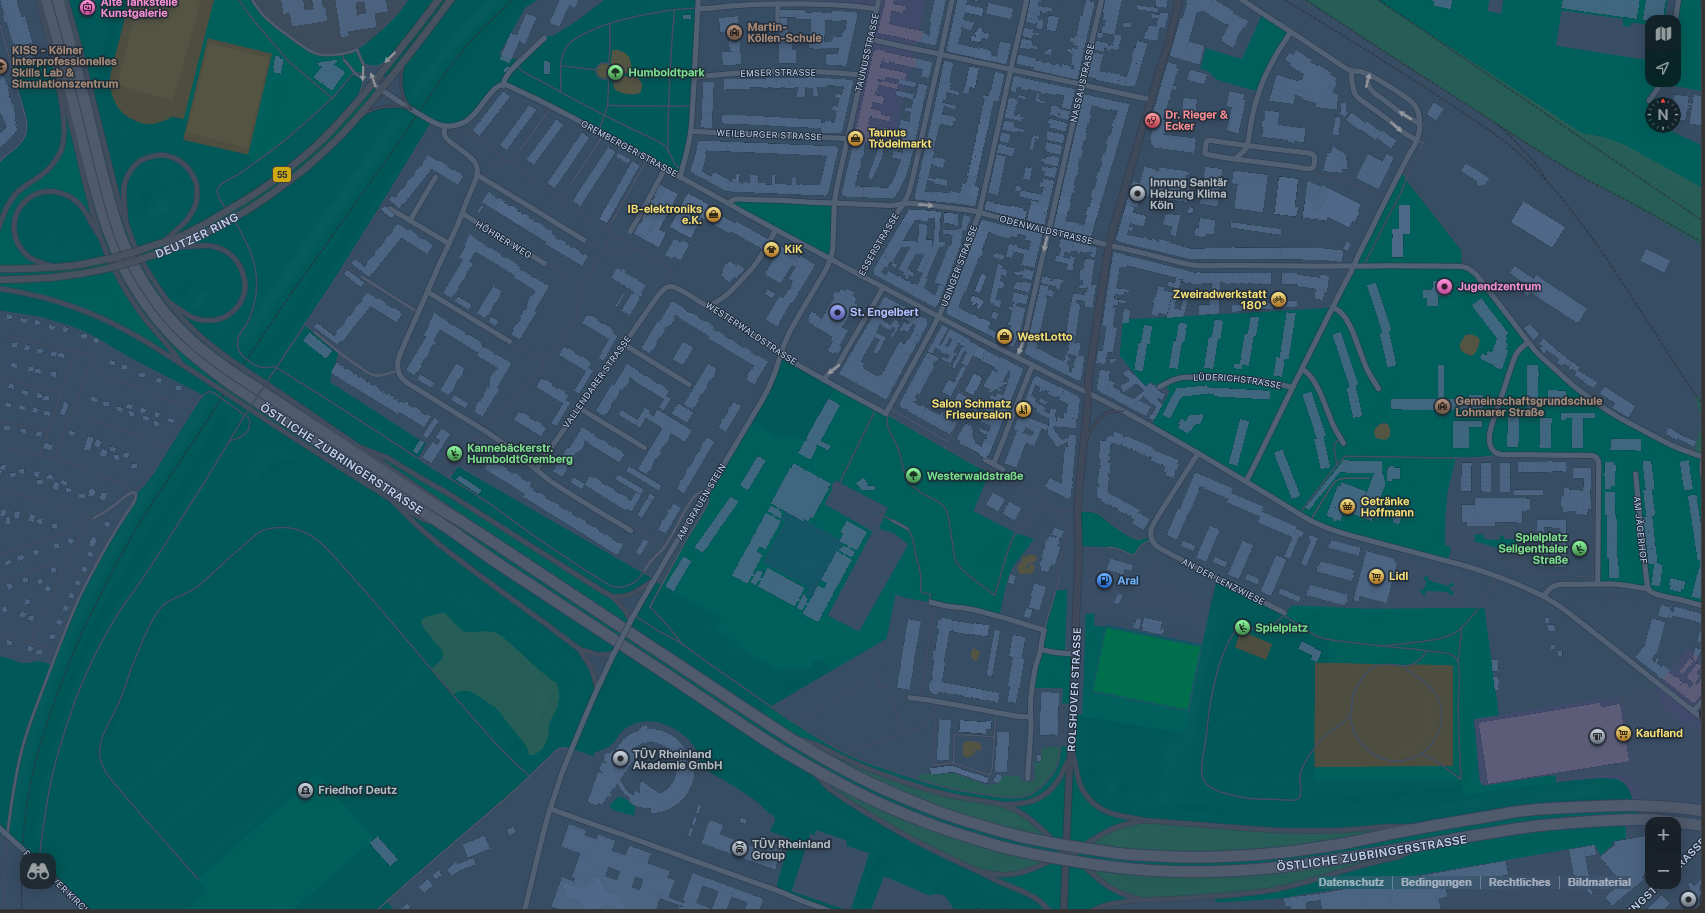 Alte Tankstelle
Kunstgalerie
KISS - Kölner
Interprofessionelles
Skills Lab &
Simulationszentrum
Martin-
Köllen-Schule
Humboldtpark
EMSER STRASSE
TAUNUSSTRASSE
NASSAUSTRASSE
Dr. Rieger &
Ecker
GREMBERGER STRASSE
WEILBURGER STRASSE
Taunus
Trödelmarkt
55
Innung Sanitär
Heizung Klima
Köln
N
DEUTZER RING
HÖHRER WEG
IB-elektroniks
e.K.
KiK
ESSERSTRASSE
USINGER STRASSE
ODENWALDSTRASSE
Zweiradwerkstatt
180°
Jugendzentrum
WESTERWALDSTRASSE
St. Engelbert
WestLotto
VALLENDARER STRASSE
LÜDERICHSTRASSE
Salon Schmatz
Friseursalon
Gemeinschaftsgrundschule
Lohmarer Straße
ÖSTLICHE ZUBRINGERSTRASSE
Kannebäckerstr.
HumboldtGremberg
Westerwaldstraße
AM GRAUEN STEIN
Getränke
Hoffmann
AM JÄGERHOF
Spielplatz
Seligenthaler
Straße
AN DER LENZWIESE
Aral
Lidl
Spielplatz
ROLSHOVER STRASSE
Kaufland
TÜV Rheinland
Akademie GmbH
Friedhof Deutz
TÜV Rheinland
Group
ÖSTLICHE ZUBRINGERSTRASSE
Datenschutz
Bedingungen
Rechtliches
Bildmaterial
+
−